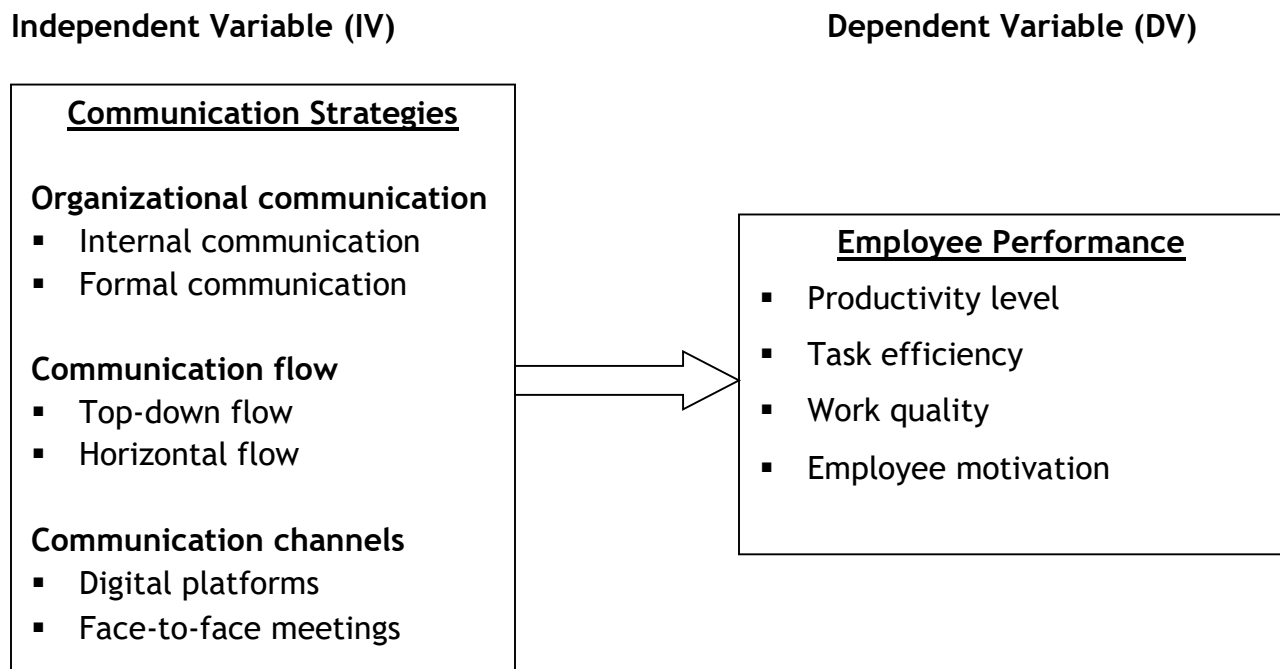 Independent Variable (IV)
Dependent Variable (DV)
Communication Strategies
Organizational communication
▪ Internal communication
▪ Formal communication
Communication flow
▪ Top-down flow
▪ Horizontal flow
Communication channels
▪ Digital platforms
▪ Face-to-face meetings
Employee Performance
▪ Productivity level
▪ Task efficiency
▪ Work quality
▪ Employee motivation